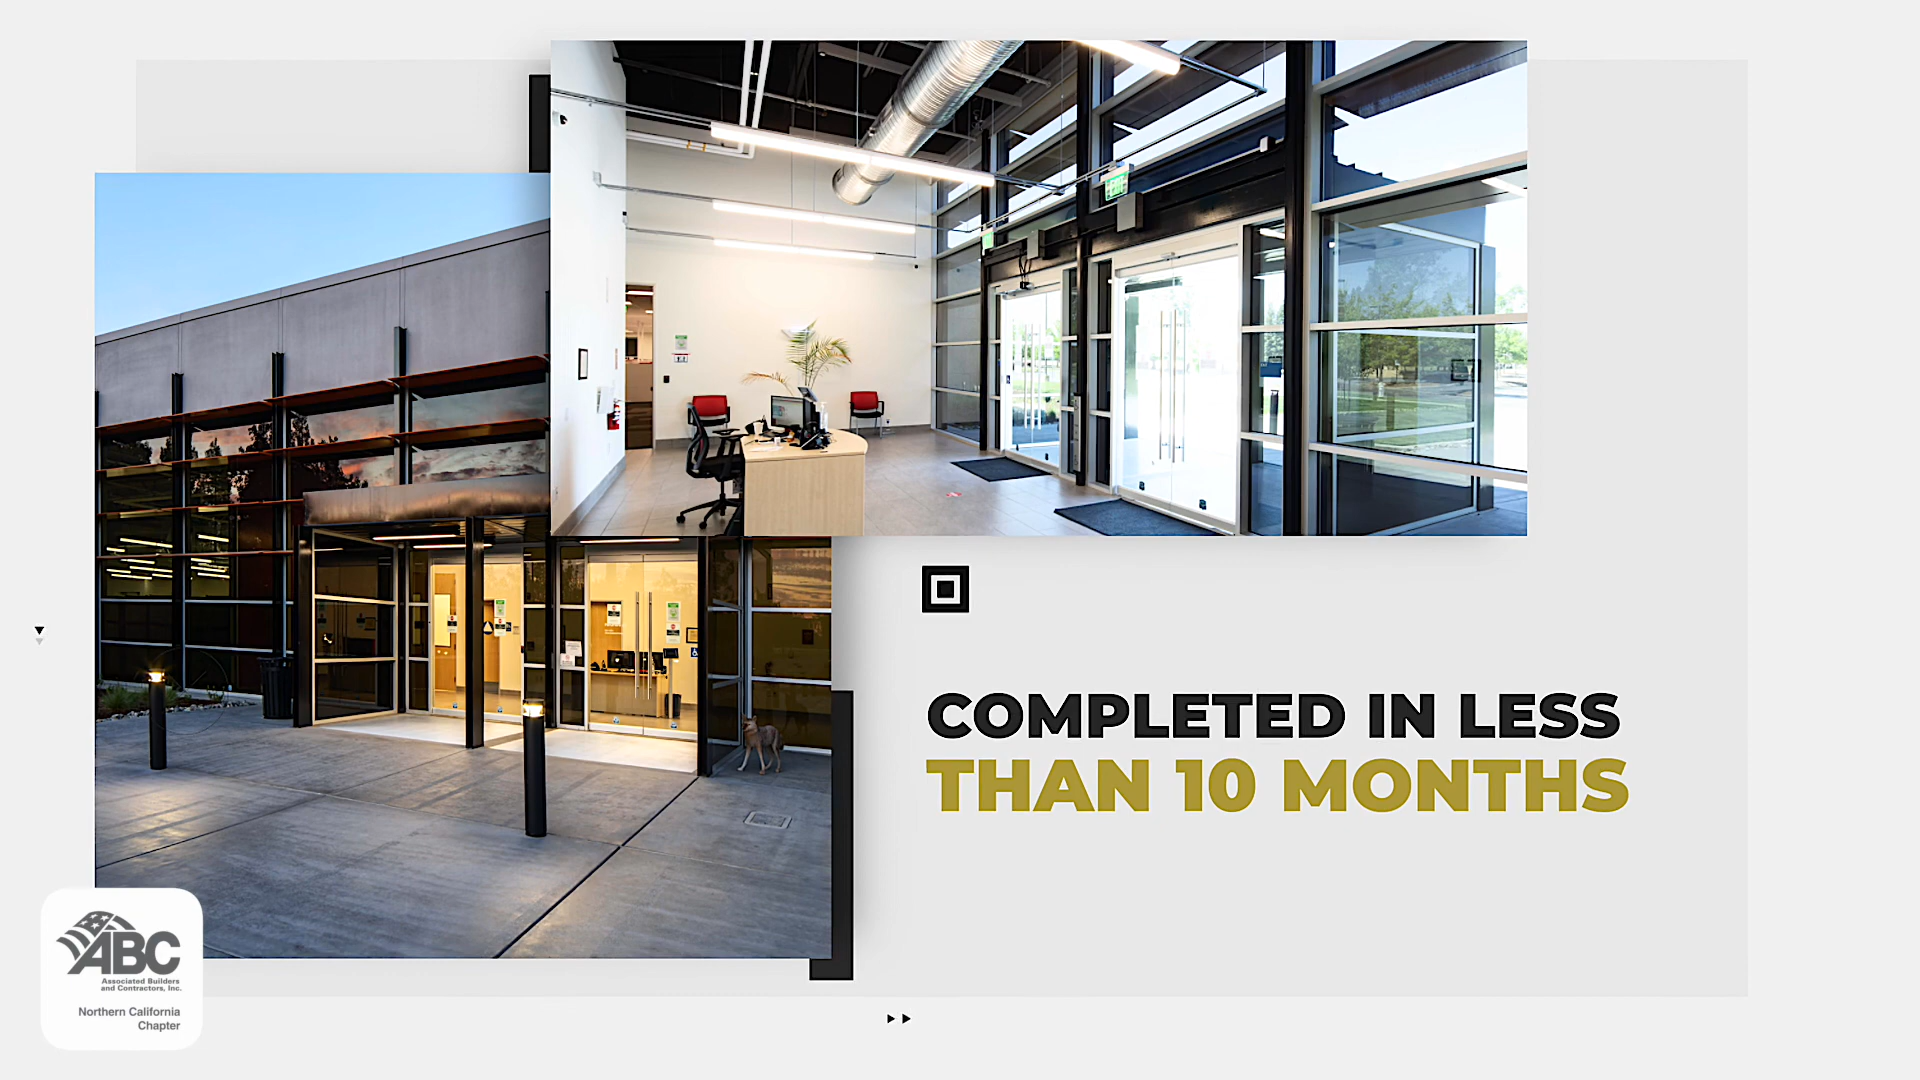 COMPLETED IN LESS
THAN 10 MONTHS
ABC
Associated Builders
and Contractors, Inc.
Northern California
Chapter